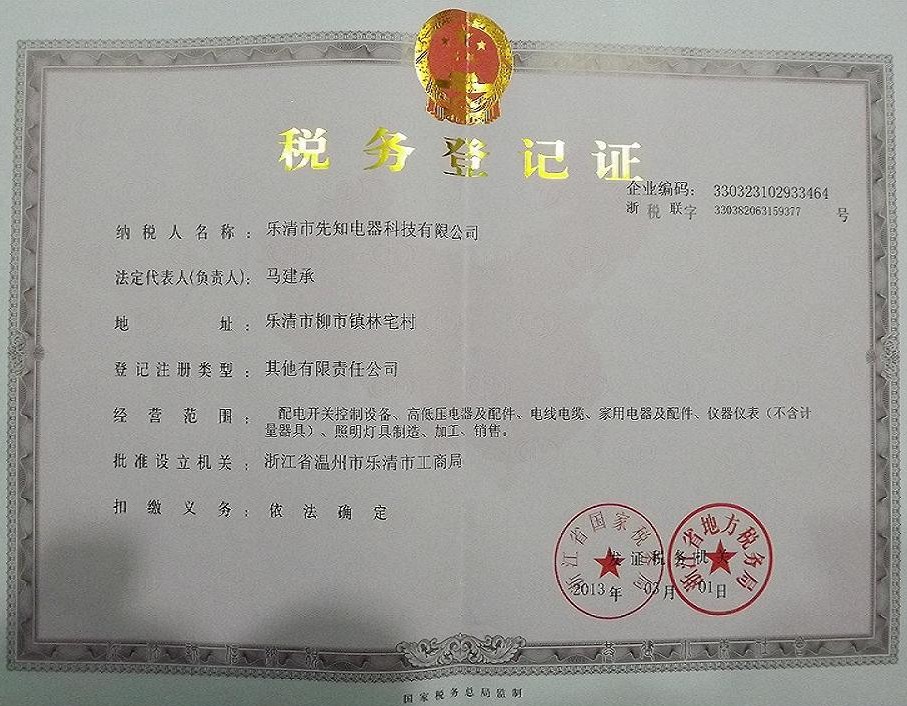 税务登记证
企业编码: 330323102933464
浙 税 联 字 330382063159377 号
纳税人名称: 乐清市先知电器科技有限公司
法定代表人(负责人): 马建承
地 址: 乐清市柳市镇林宅村
登记注册类型: 其他有限责任公司
经营范围: 配电开关控制设备、高低压电器及配件、电线电缆、家用电器及配件、仪器仪表（不含计
量器具）、照明灯具制造、加工、销售。
批准设立机关: 浙江省温州市乐清市工商局
扣缴义务: 依法确定
浙江省国家税务局
浙江省地方税务局
发证税务机关
2013年 03月 01日
国家税务总局监制